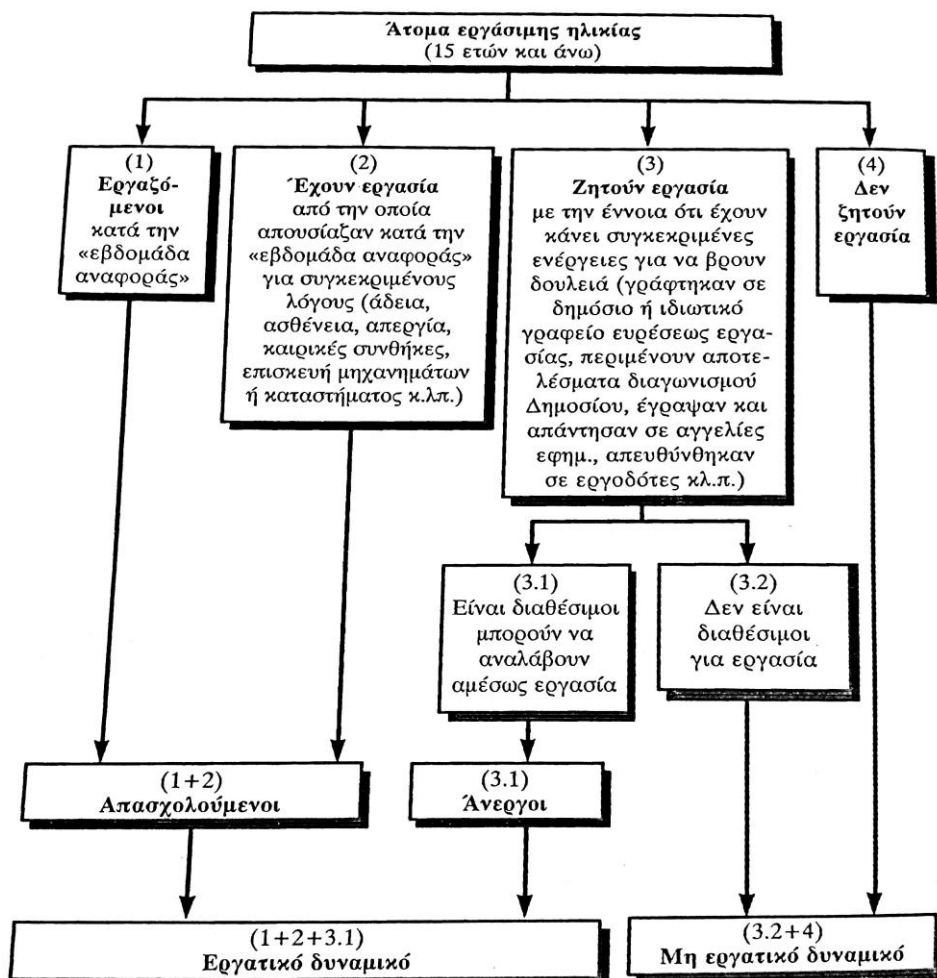 Άτομα εργάσιμης ηλικίας
(15 ετών και άνω)
(1)
Εργαζό-
μενοι
κατά την
«εβδομάδα
αναφοράς»
(2)
Έχουν εργασία
από την οποία
απουσίαζαν κατά την
«εβδομάδα αναφοράς»
για συγκεκριμένους
λόγους (άδεια,
ασθένεια, απεργία,
καιρικές συνθήκες,
επισκευή μηχανημάτων
ή καταστήματος κ.λπ.)
(3)
Ζητούν εργασία
με την έννοια ότι έχουν
κάνει συγκεκριμένες
ενέργειες για να βρουν
δουλειά (γράφτηκαν σε
δημόσιο ή ιδιωτικό
γραφείο ευρέσεως εργα-
σίας, περιμένουν αποτε-
λέσματα διαγωνισμού
Δημοσίου, έγραψαν και
απάντησαν σε αγγελίες
εφημ., απευθύνθηκαν
σε εργοδότες κλ.π.)
(4)
Δεν
ζητούν
εργασία
(3.1)
Είναι διαθέσιμοι
μπορούν να
αναλάβουν
αμέσως εργασία
(3.2)
Δεν είναι
διαθέσιμοι
για εργασία
(1+2)
Απασχολούμενοι
(3.1)
Άνεργοι
(1+2+3.1)
Εργατικό δυναμικό
(3.2+4)
Μη εργατικό δυναμικό